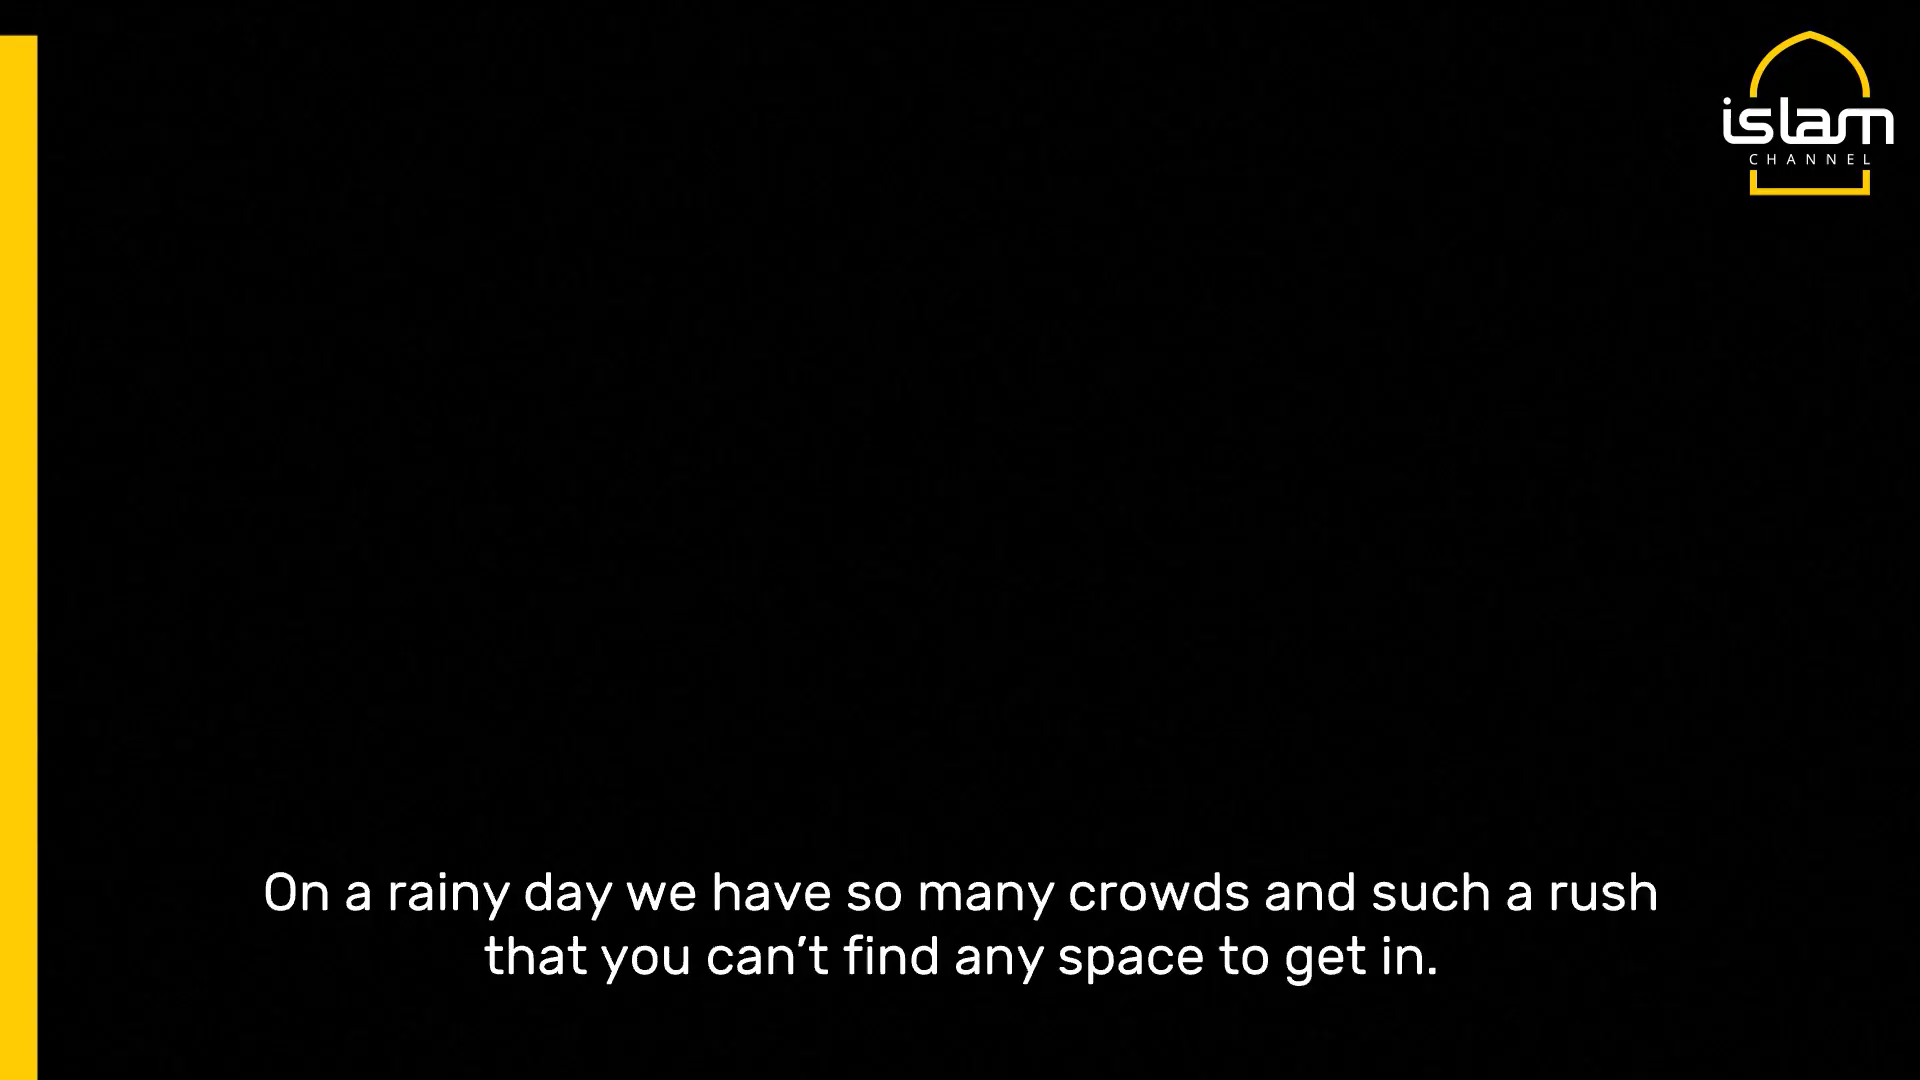 islam
CHANNEL
On a rainy day we have so many crowds and such a rush
that you can’t find any space to get in.